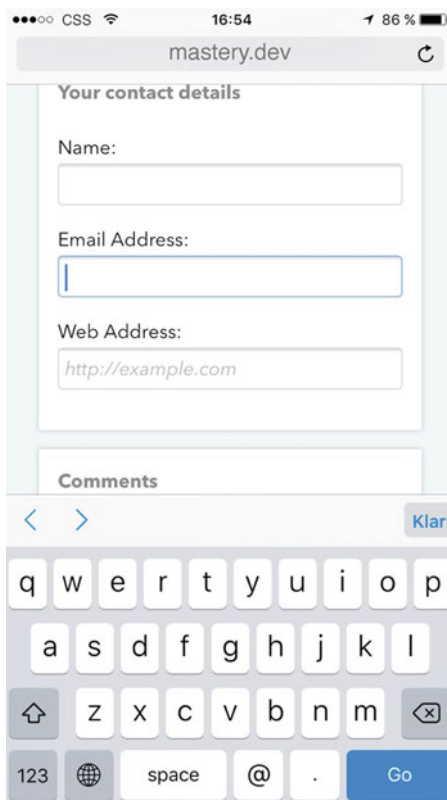 CSS 16:54 86 %
mastery.dev
Your contact details
Name:
Email Address:
Web Address:
http://example.com
Comments
Klar
q w e r t y u i o p
a s d f g h j k l
z x c v b n m
123 space @ . Go